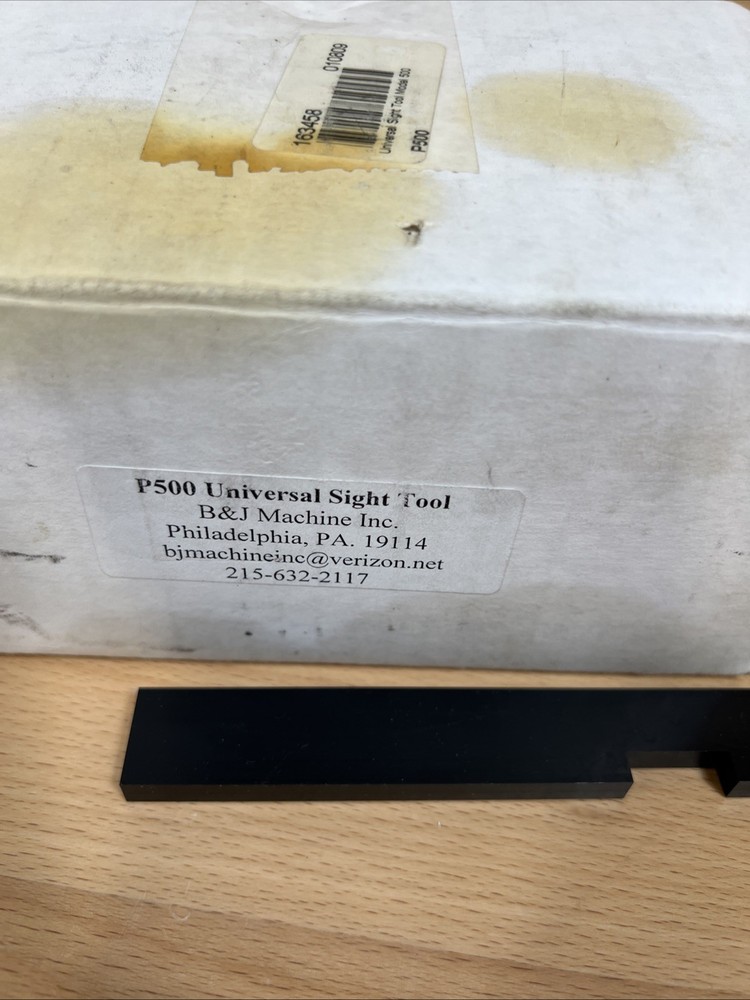 010809
163458
Universal Sight Tool Model 500
P500
P500 Universal Sight Tool
B&J Machine Inc.
Philadelphia, PA. 19114
bjmachineinc@verizon.net
215-632-2117